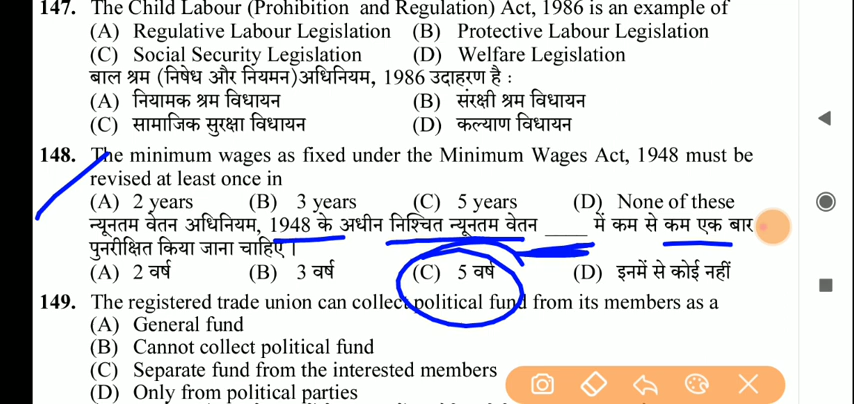 147. The Child Labour (Prohibition and Regulation) Act, 1986 is an example of
(A) Regulative Labour Legislation (B) Protective Labour Legislation
(C) Social Security Legislation (D) Welfare Legislation
बाल श्रम (निषेध और नियमन)अधिनियम, 1986 उदाहरण है :
(A) नियामक श्रम विधायन (B) संरक्षी श्रम विधायन
(C) सामाजिक सुरक्षा विधायन (D) कल्याण विधायन
148. The minimum wages as fixed under the Minimum Wages Act, 1948 must be
revised at least once in
(A) 2 years (B) 3 years (C) 5 years (D) None of these
न्यूनतम वेतन अधिनियम, 1948 के अधीन निश्चित न्यूनतम वेतन _____ में कम से कम एक बार
पुनरीक्षित किया जाना चाहिए ।
(A) 2 वर्ष (B) 3 वर्ष (C) 5 वर्ष (D) इनमें से कोई नहीं
149. The registered trade union can collect political fund from its members as a
(A) General fund
(B) Cannot collect political fund
(C) Separate fund from the interested members
(D) Only from political parties